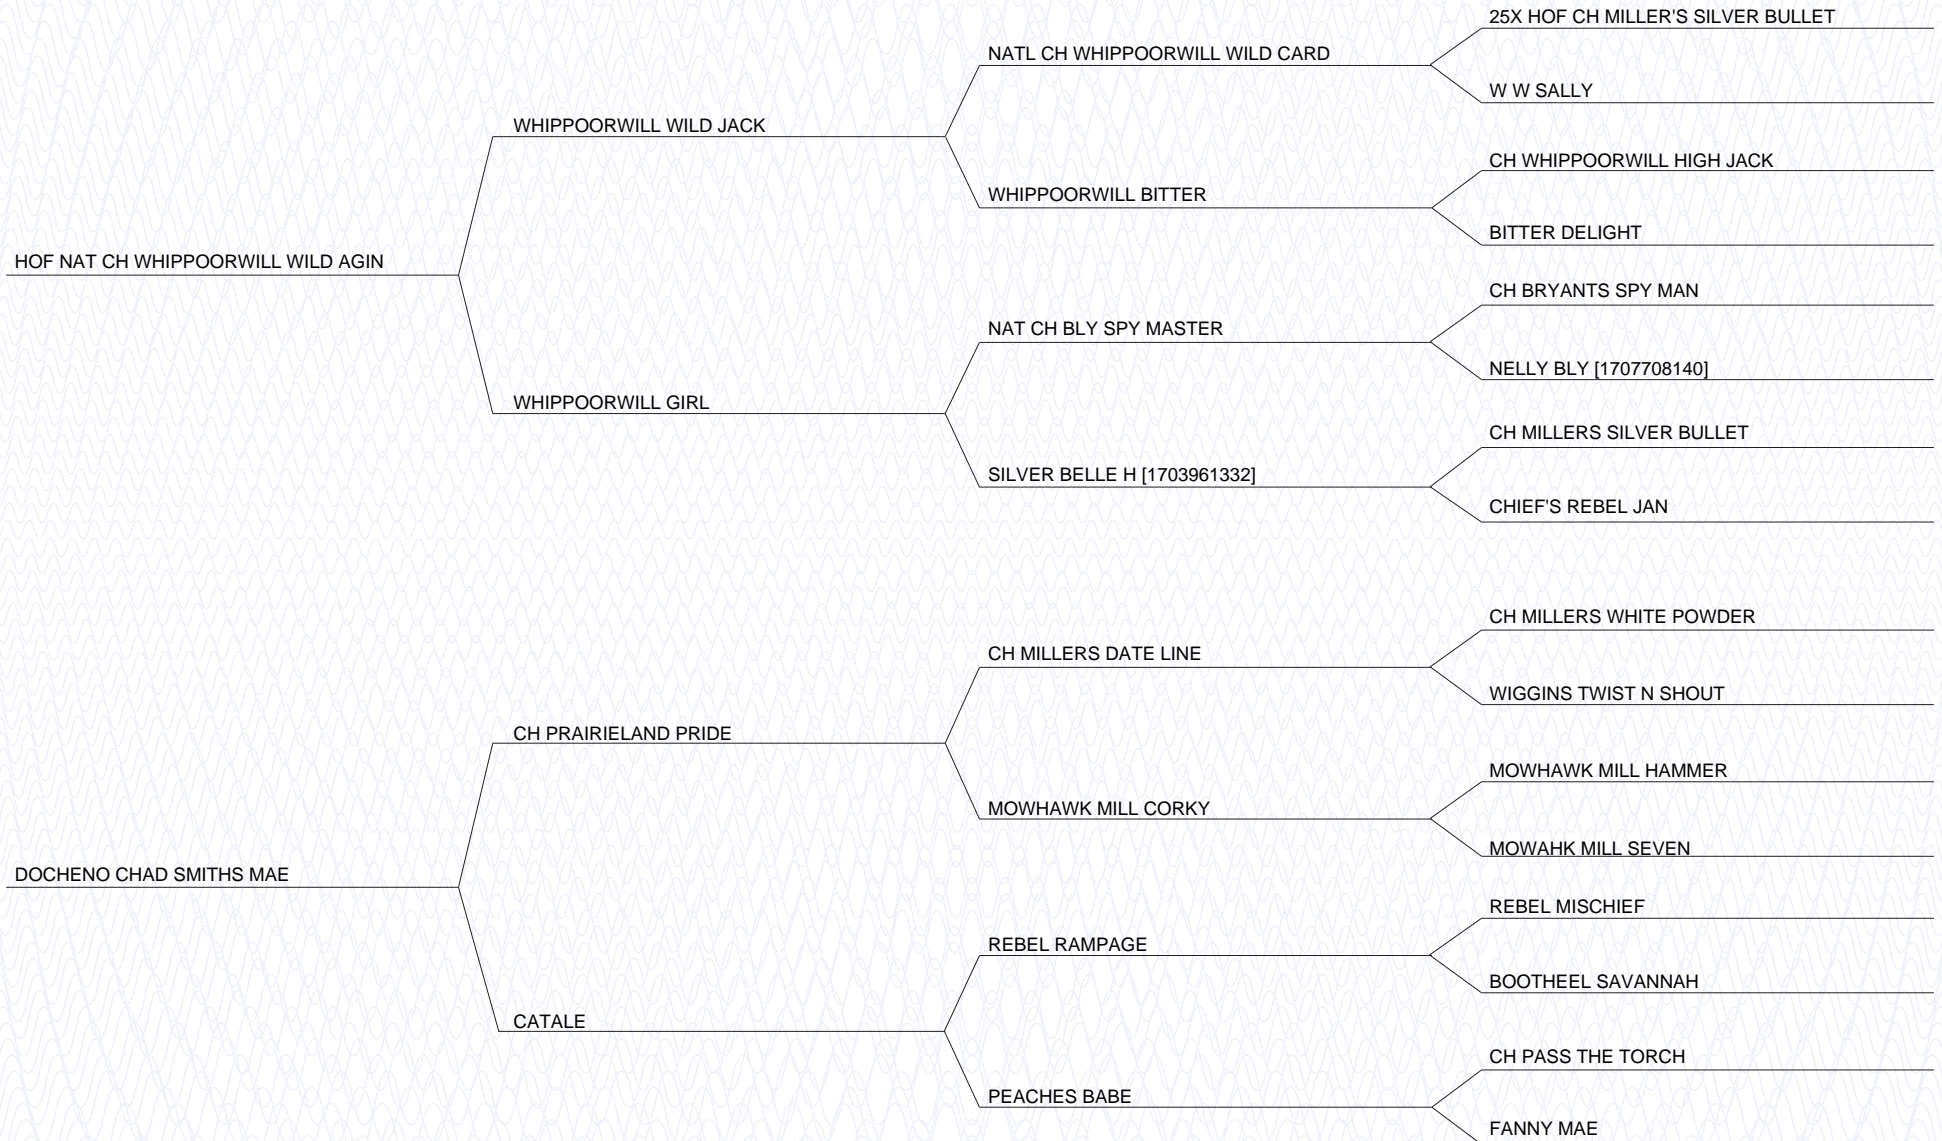 25X HOF CH MILLER'S SILVER BULLET
NATL CH WHIPPOORWILL WILD CARD
W W SALLY
WHIPPOORWILL WILD JACK
CH WHIPPOORWILL HIGH JACK
WHIPPOORWILL BITTER
BITTER DELIGHT
HOF NAT CH WHIPPOORWILL WILD AGIN
CH BRYANTS SPY MAN
NAT CH BLY SPY MASTER
NELLY BLY [1707708140]
WHIPPOORWILL GIRL
CH MILLERS SILVER BULLET
SILVER BELLE H [1703961332]
CHIEF'S REBEL JAN
CH MILLERS WHITE POWDER
CH MILLERS DATE LINE
WIGGINS TWIST N SHOUT
CH PRAIRIELAND PRIDE
MOWHAWK MILL HAMMER
MOWHAWK MILL CORKY
MOWAHK MILL SEVEN
DOCHENO CHAD SMITHS MAE
REBEL MISCHIEF
REBEL RAMPAGE
BOOTHEEL SAVANNAH
CATALE
CH PASS THE TORCH
PEACHES BABE
FANNY MAE